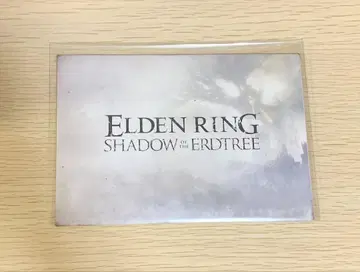 ELDEN RING
SHADOW OF THE ERDTREE